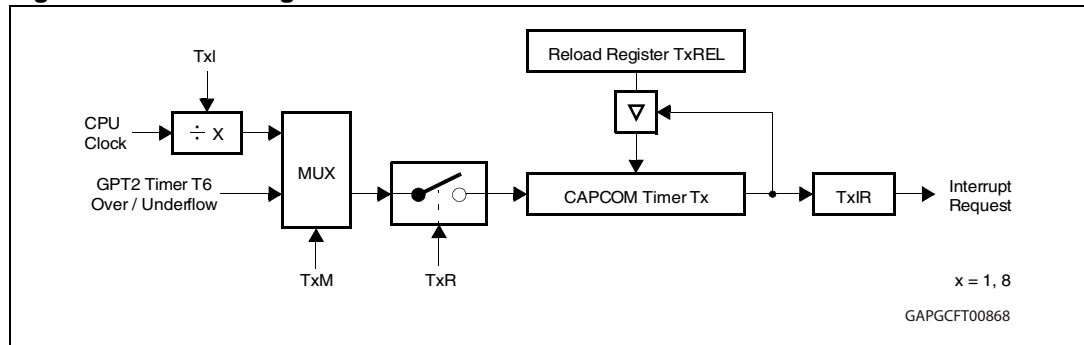 TxI
Reload Register TxREL
CPU
Clock
÷ X
MUX
GPT2 Timer T6
Over / Underflow
CAPCOM Timer Tx
TxIR
Interrupt
Request
TxM
TxR
x = 1, 8
GAPGCFT00868